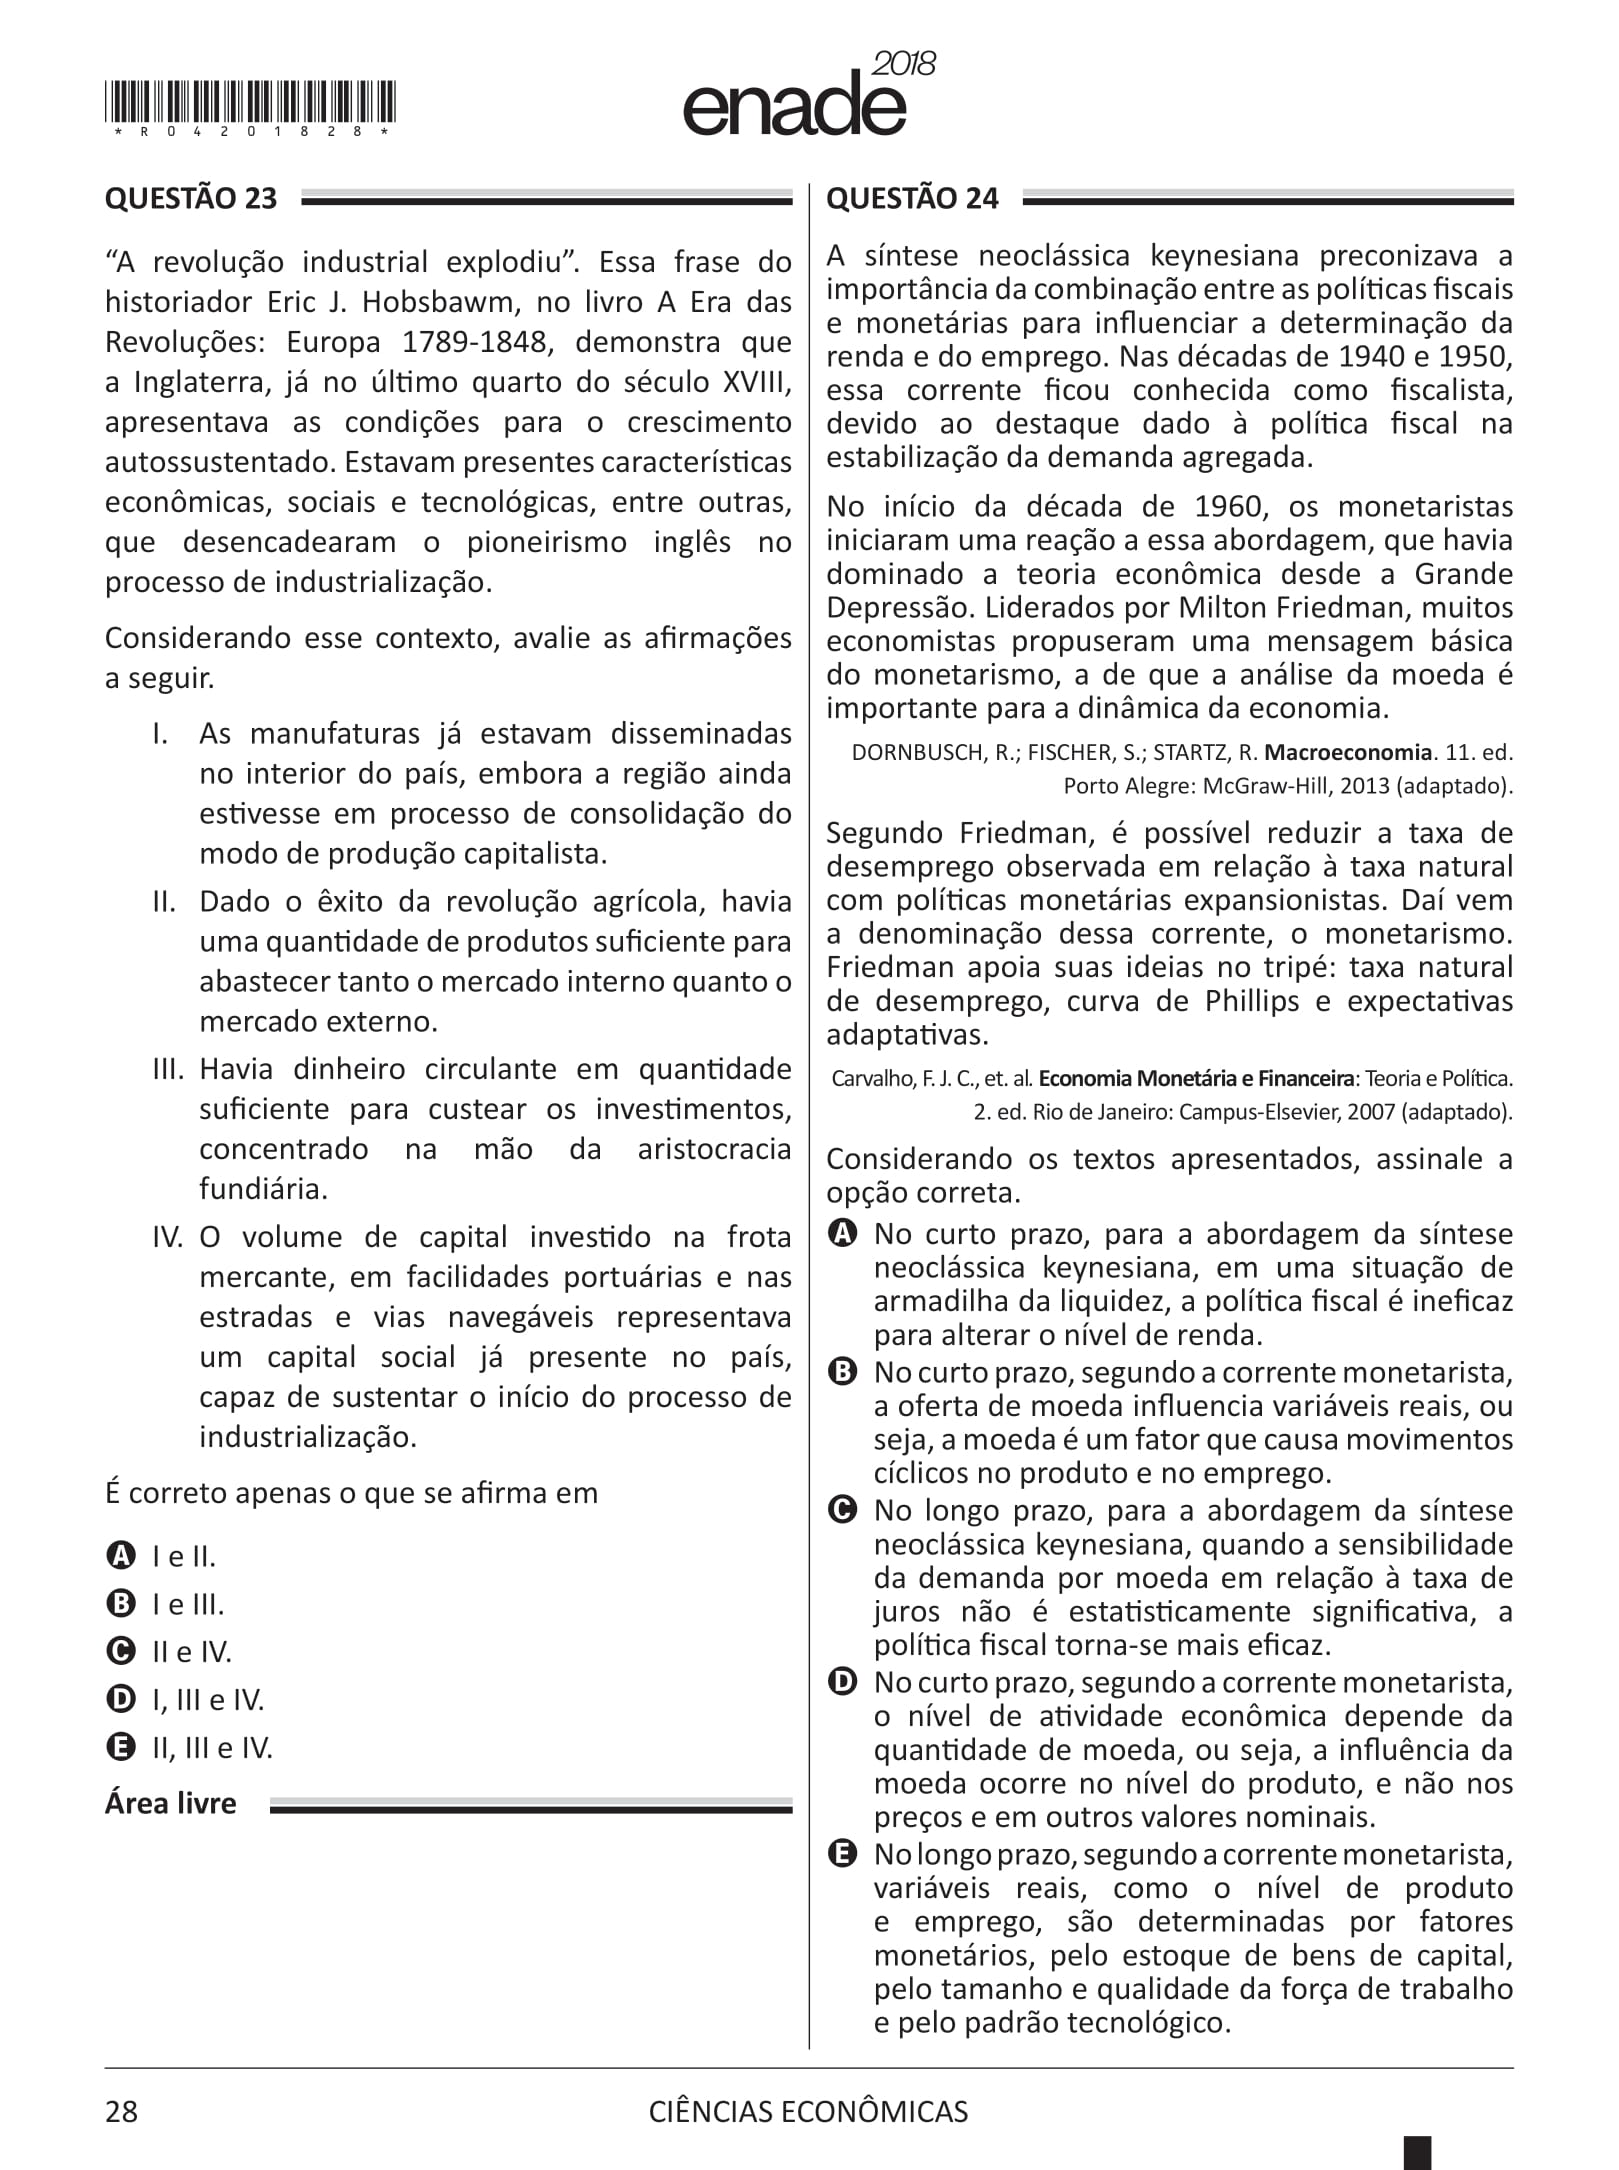 *R04201828*
enade 2018
QUESTÃO 23
“A revolução industrial explodiu”. Essa frase do
historiador Eric J. Hobsbawm, no livro A Era das
Revoluções: Europa 1789-1848, demonstra que
a Inglaterra, já no último quarto do século XVIII,
apresentava as condições para o crescimento
autossustentado. Estavam presentes características
econômicas, sociais e tecnológicas, entre outras,
que desencadearam o pioneirismo inglês no
processo de industrialização.
Considerando esse contexto, avalie as afirmações
a seguir.
I. As manufaturas já estavam disseminadas
no interior do país, embora a região ainda
estivesse em processo de consolidação do
modo de produção capitalista.
II. Dado o êxito da revolução agrícola, havia
uma quantidade de produtos suficiente para
abastecer tanto o mercado interno quanto o
mercado externo.
III. Havia dinheiro circulante em quantidade
suficiente para custear os investimentos,
concentrado na mão da aristocracia
fundiária.
IV. O volume de capital investido na frota
mercante, em facilidades portuárias e nas
estradas e vias navegáveis representava
um capital social já presente no país,
capaz de sustentar o início do processo de
industrialização.
É correto apenas o que se afirma em
A I e II.
B I e III.
C II e IV.
D I, III e IV.
E II, III e IV.
Área livre
QUESTÃO 24
A síntese neoclássica keynesiana preconizava a
importância da combinação entre as políticas fiscais
e monetárias para influenciar a determinação da
renda e do emprego. Nas décadas de 1940 e 1950,
essa corrente ficou conhecida como fiscalista,
devido ao destaque dado à política fiscal na
estabilização da demanda agregada.
No início da década de 1960, os monetaristas
iniciaram uma reação a essa abordagem, que havia
dominado a teoria econômica desde a Grande
Depressão. Liderados por Milton Friedman, muitos
economistas propuseram uma mensagem básica
do monetarismo, a de que a análise da moeda é
importante para a dinâmica da economia.
DORNBUSCH, R.; FISCHER, S.; STARTZ, R. Macroeconomia. 11. ed.
Porto Alegre: McGraw-Hill, 2013 (adaptado).
Segundo Friedman, é possível reduzir a taxa de
desemprego observada em relação à taxa natural
com políticas monetárias expansionistas. Daí vem
a denominação dessa corrente, o monetarismo.
Friedman apoia suas ideias no tripé: taxa natural
de desemprego, curva de Phillips e expectativas
adaptativas.
Carvalho, F. J. C., et. al. Economia Monetária e Financeira: Teoria e Política.
2. ed. Rio de Janeiro: Campus-Elsevier, 2007 (adaptado).
Considerando os textos apresentados, assinale a
opção correta.
A No curto prazo, para a abordagem da síntese
neoclássica keynesiana, em uma situação de
armadilha da liquidez, a política fiscal é ineficaz
para alterar o nível de renda.
B No curto prazo, segundo a corrente monetarista,
a oferta de moeda influencia variáveis reais, ou
seja, a moeda é um fator que causa movimentos
cíclicos no produto e no emprego.
C No longo prazo, para a abordagem da síntese
neoclássica keynesiana, quando a sensibilidade
da demanda por moeda em relação à taxa de
juros não é estatisticamente significativa, a
política fiscal torna-se mais eficaz.
D No curto prazo, segundo a corrente monetarista,
o nível de atividade econômica depende da
quantidade de moeda, ou seja, a influência da
moeda ocorre no nível do produto, e não nos
preços e em outros valores nominais.
E No longo prazo, segundo a corrente monetarista,
variáveis reais, como o nível de produto
e emprego, são determinadas por fatores
monetários, pelo estoque de bens de capital,
pelo tamanho e qualidade da força de trabalho
e pelo padrão tecnológico.
28
CIÊNCIAS ECONÔMICAS